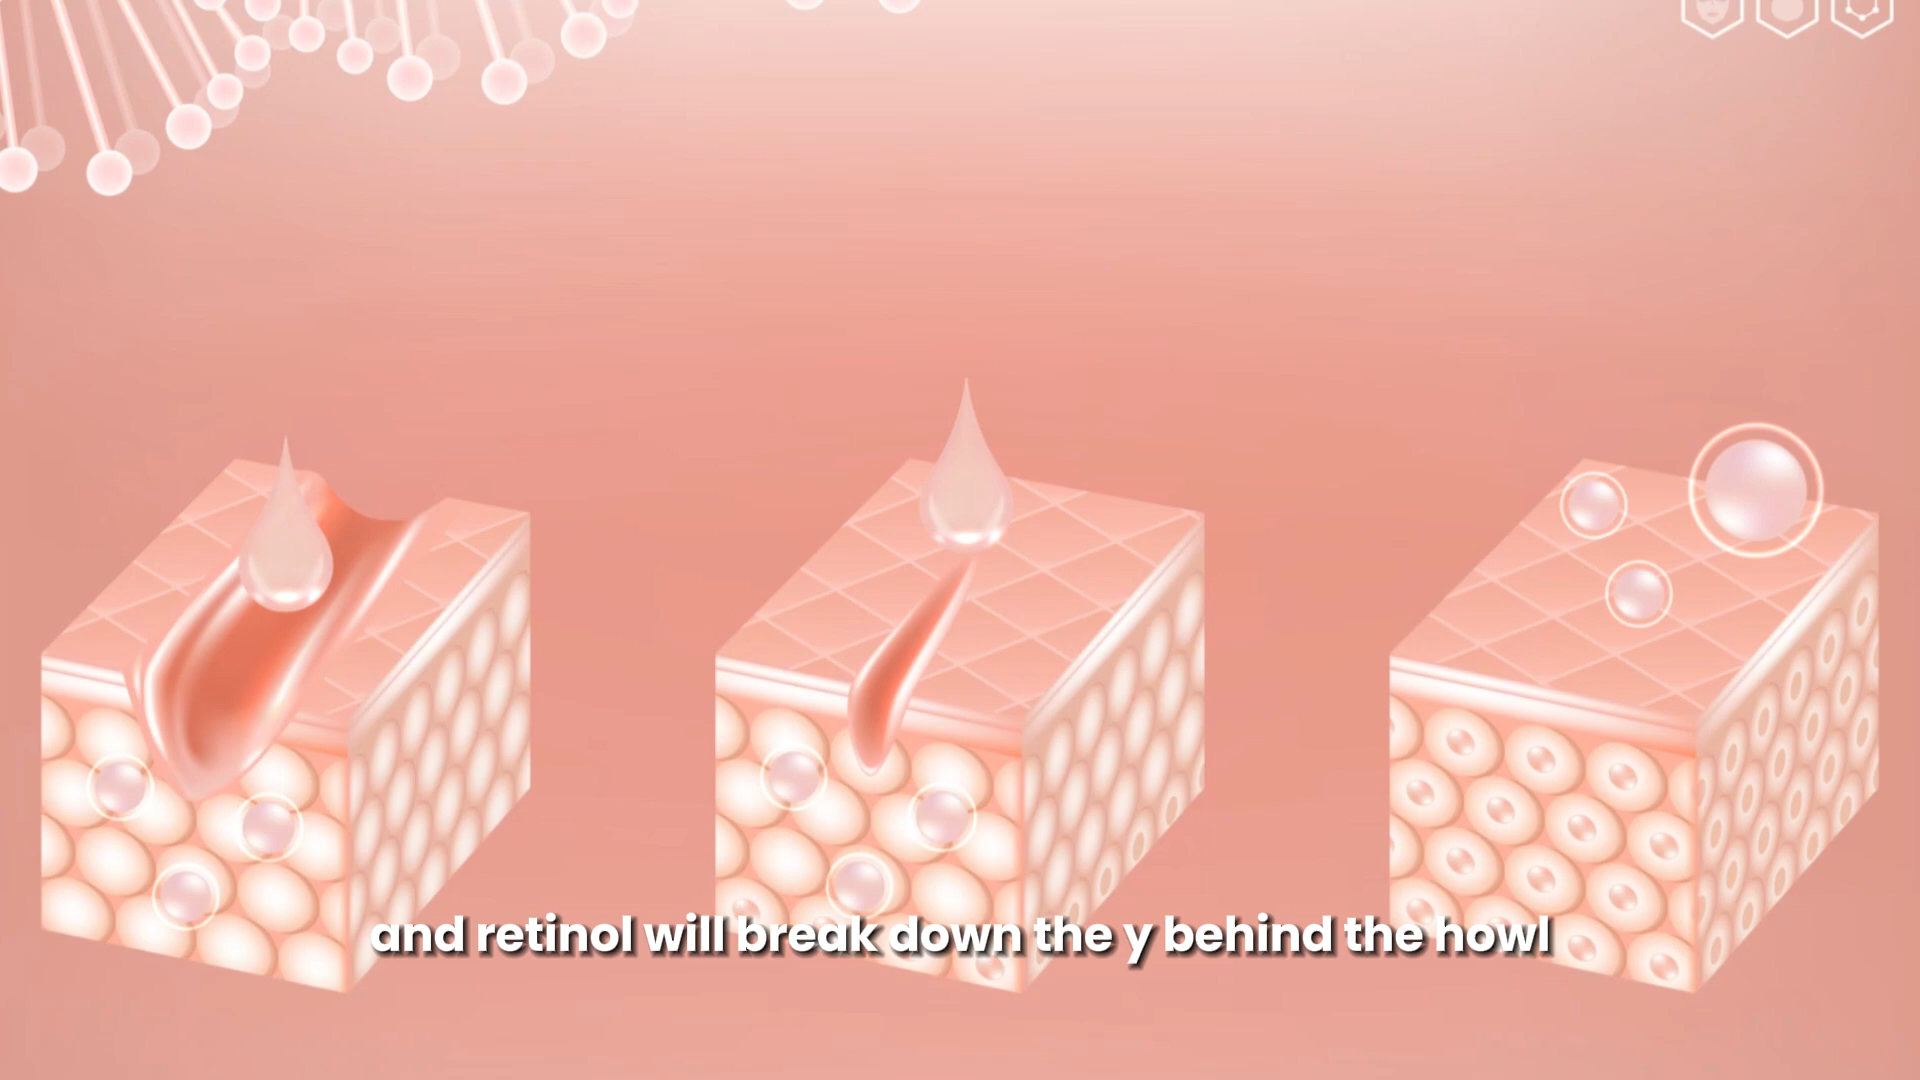 and retinol will break down the y behind the howl